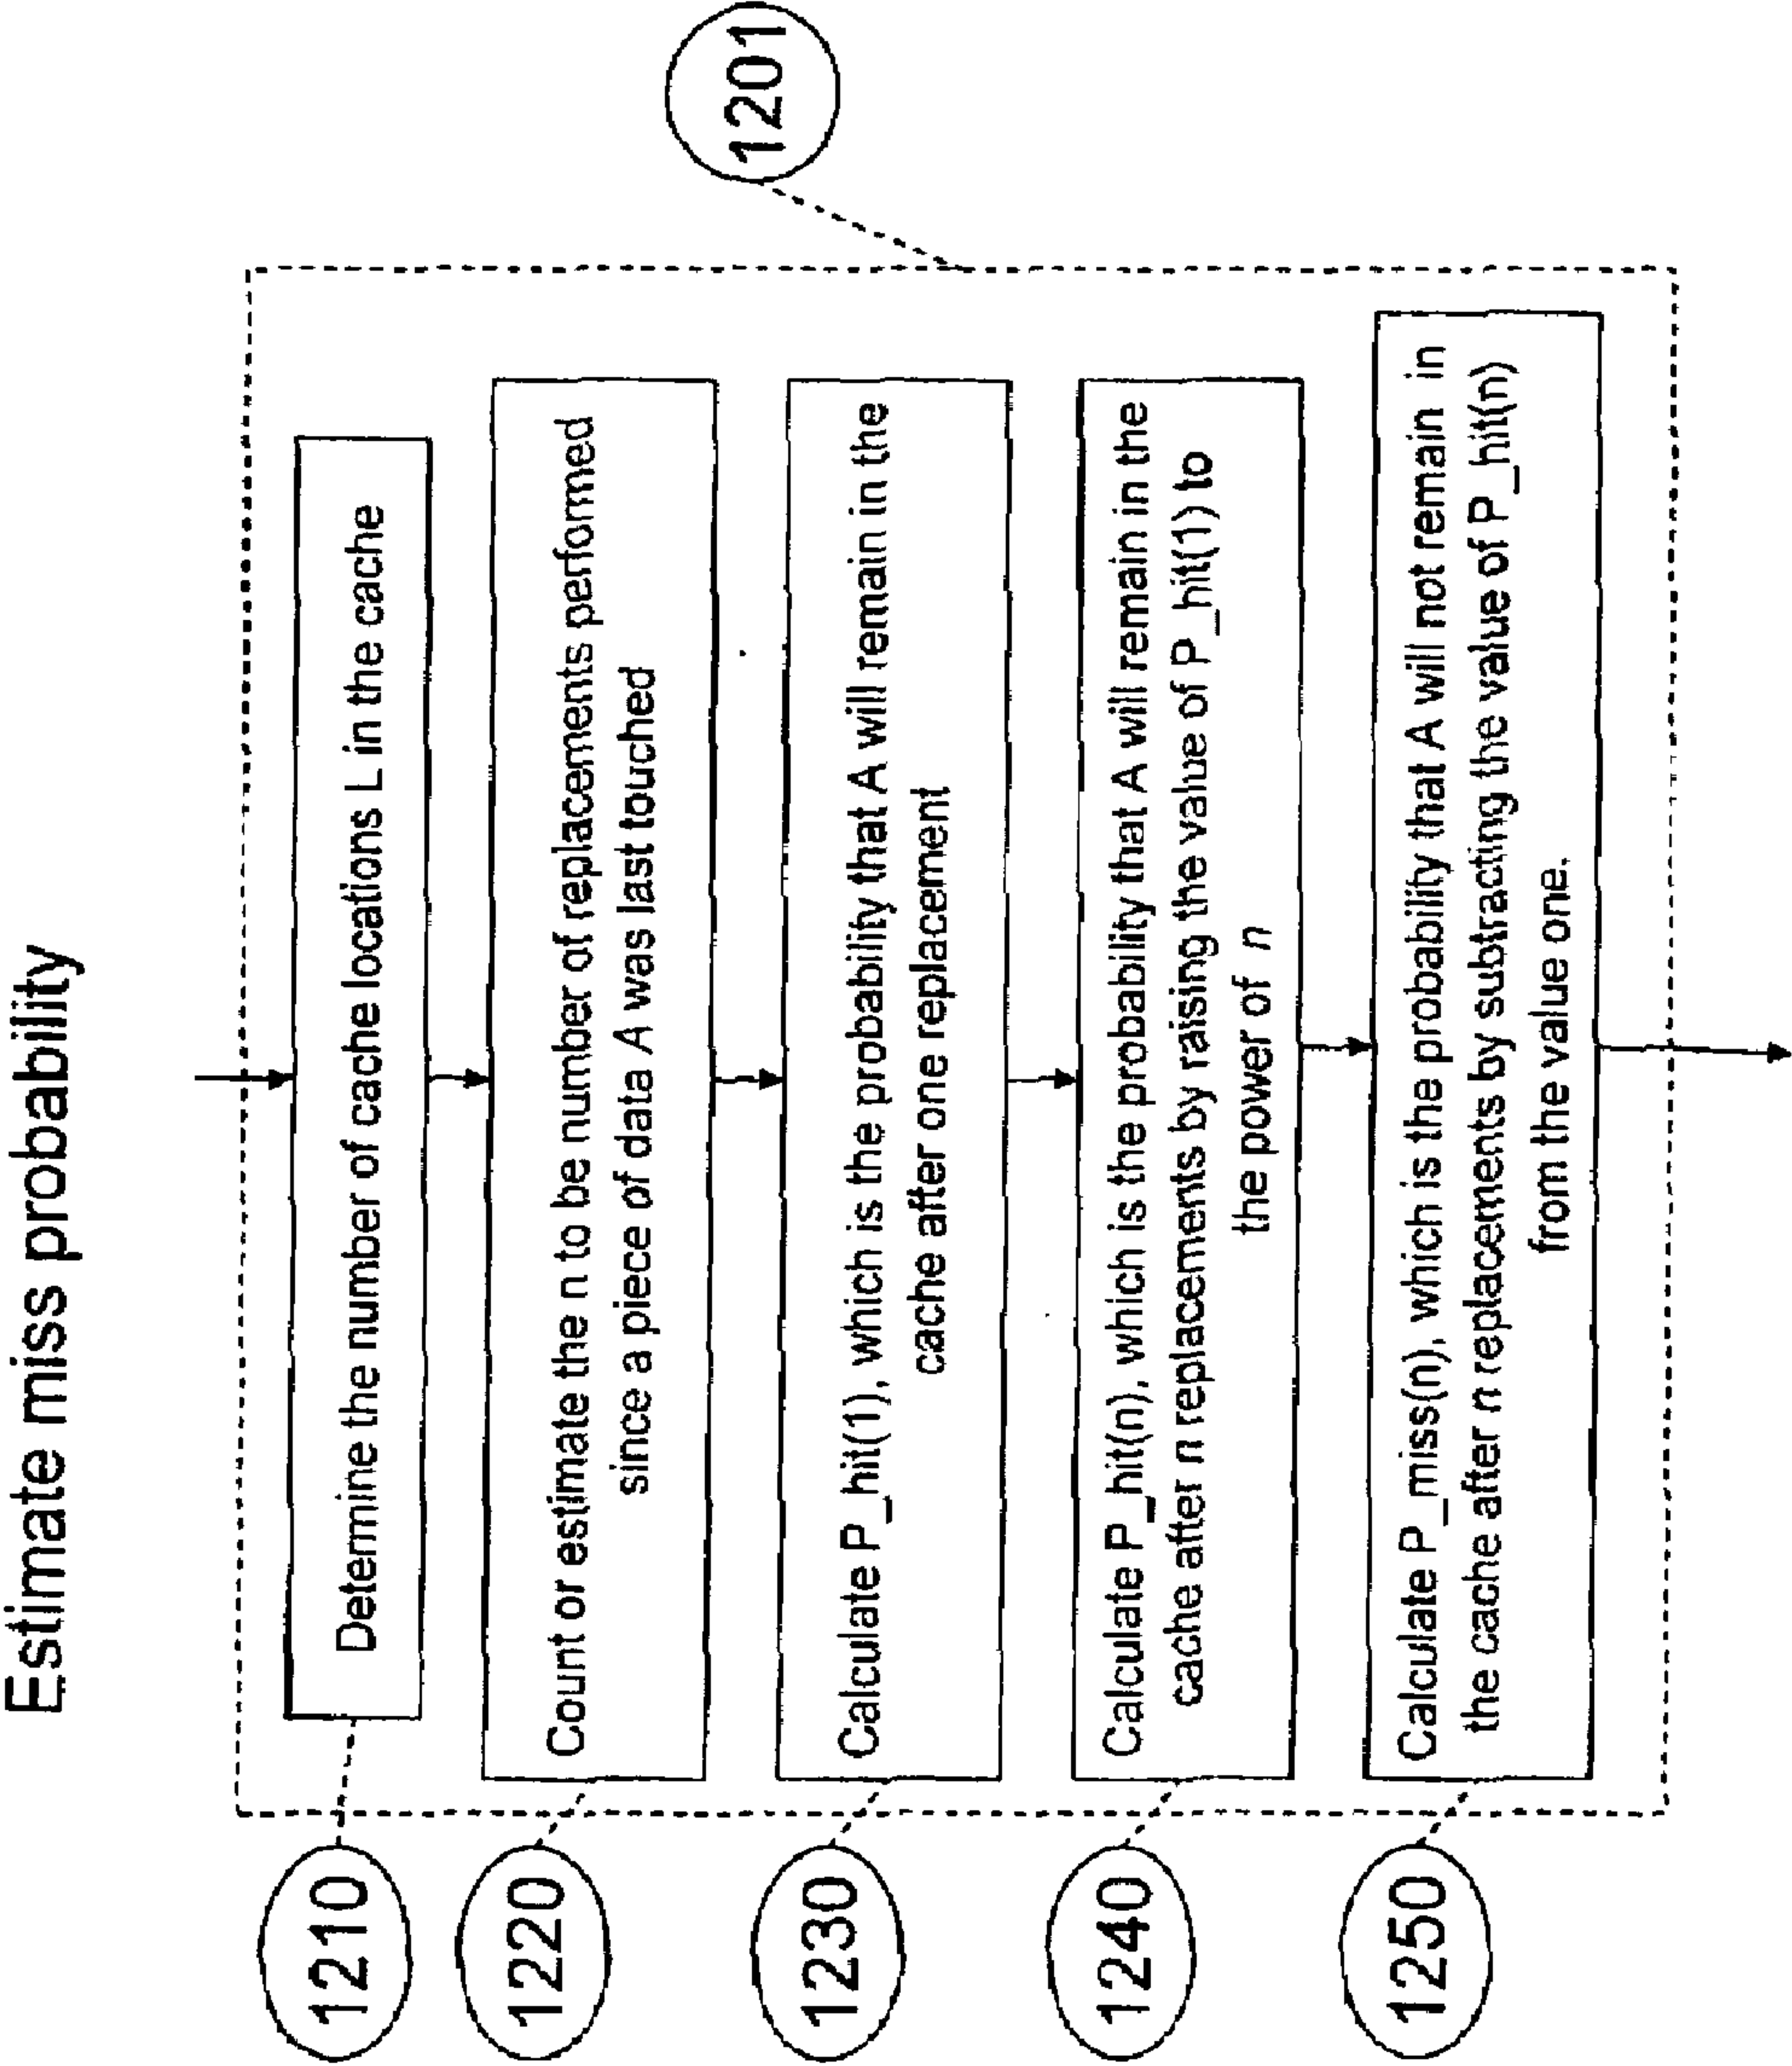 Estimate miss probability
1201
1210
Determine the number of cache locations L in the cache
1220
Count or estimate the n to be number of replacements performed
since a piece of data A was last touched
1230
Calculate P_hit(1), which is the probability that A will remain in the
cache after one replacement
1240
Calculate P_hit(n), which is the probability that A will remain in the
cache after n replacements by raising the value of P_hit(1) to
the power of n
1250
Calculate P_miss(n), which is the probability that A will not remain in
the cache after n replacements by subtracting the value of P_hit(n)
from the value one.